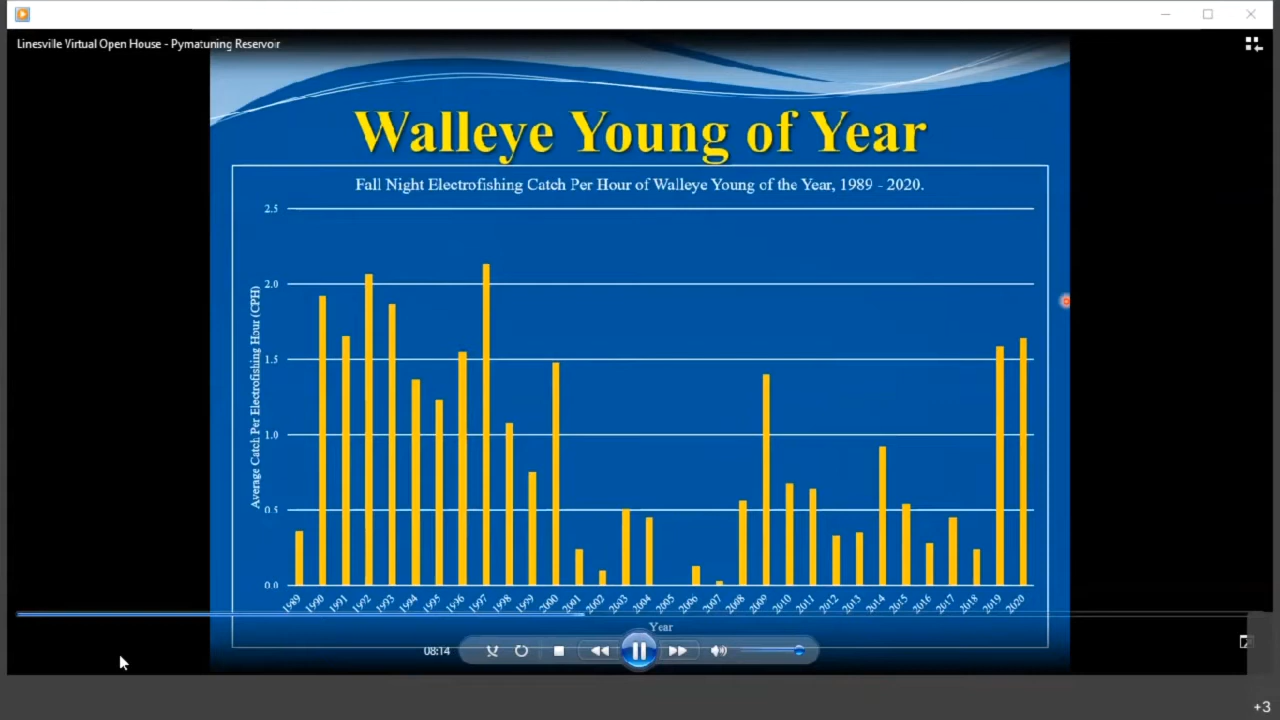 Linesville Virtual Open House - Pymatuning Reservoir
Walleye Young of Year
Fall Night Electrofishing Catch Per Hour of Walleye Young of the Year, 1989 - 2020.
Average Catch Per Electrofishing Hour (CPH)
2.5
2.0
1.5
1.0
0.5
0.0
1989 1990 1991 1992 1993 1994 1995 1996 1997 1998 1999 2000 2001 2002 2003 2004 2005 2006 2007 2008 2009 2010 2011 2012 2013 2014 2015 2016 2017 2018 2019 2020
Year
08:14
+3